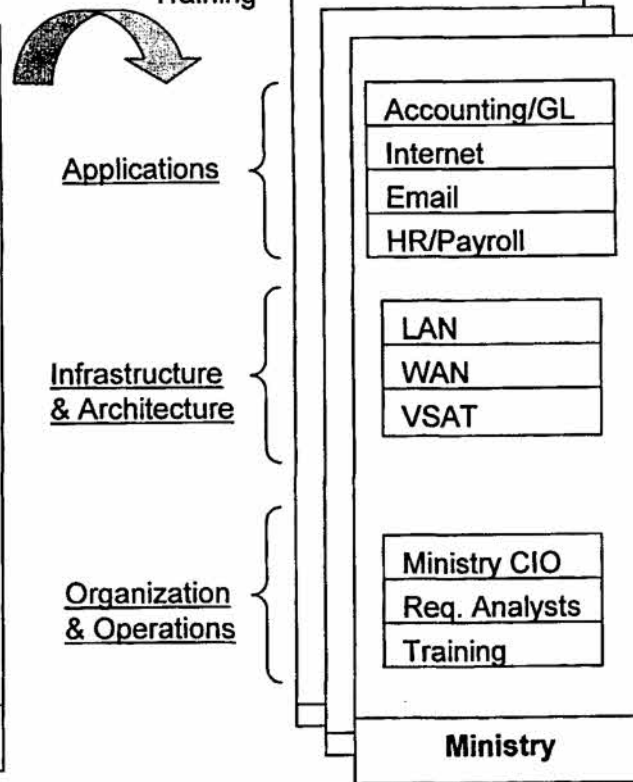 Training
Applications
Accounting/GL
Internet
Email
HR/Payroll
Infrastructure
& Architecture
LAN
WAN
VSAT
Organization
& Operations
Ministry CIO
Req. Analysts
Training
Ministry